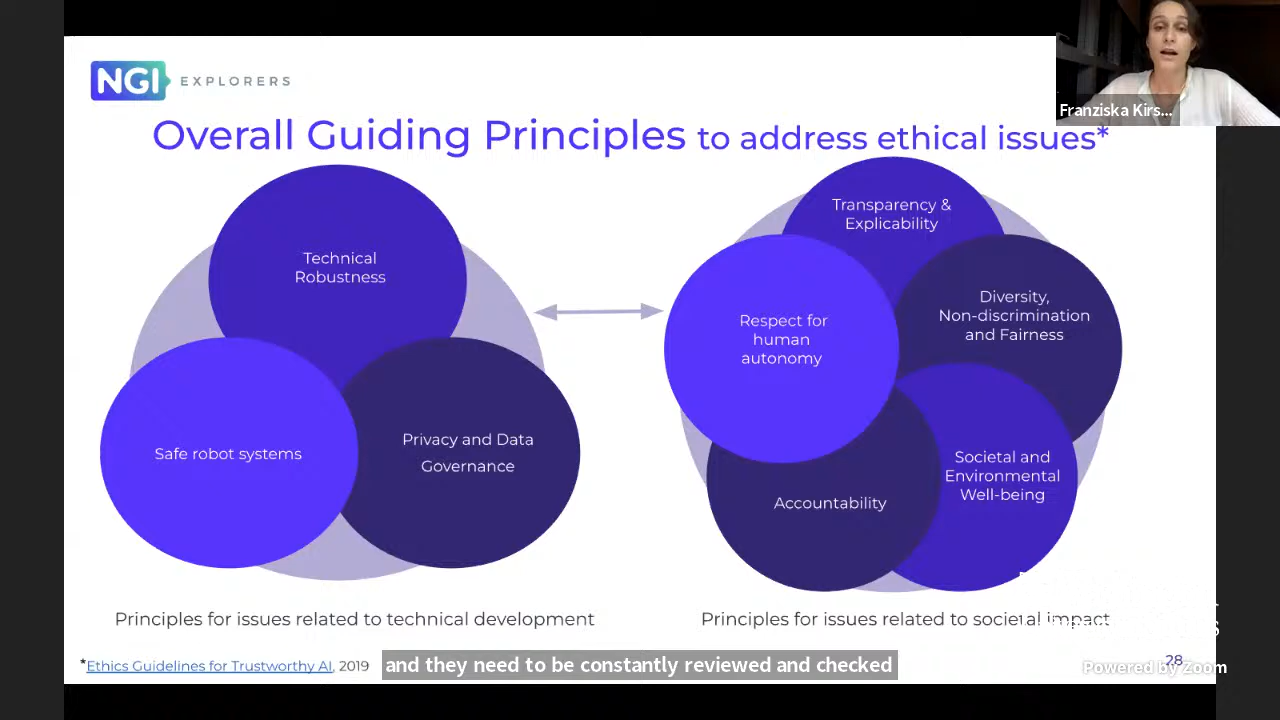 NGI EXPLORERS
Franziska Kirs...
Overall Guiding Principles to address ethical issues*
Technical
Robustness
Safe robot systems
Privacy and Data
Governance
Transparency &
Explicability
Respect for
human
autonomy
Diversity,
Non-discrimination
and Fairness
Accountability
Societal and
Environmental
Well-being
Principles for issues related to technical development
Principles for issues related to societal impact
*Ethics Guidelines for Trustworthy AI, 2019
and they need to be constantly reviewed and checked
28
Powered by Zoom